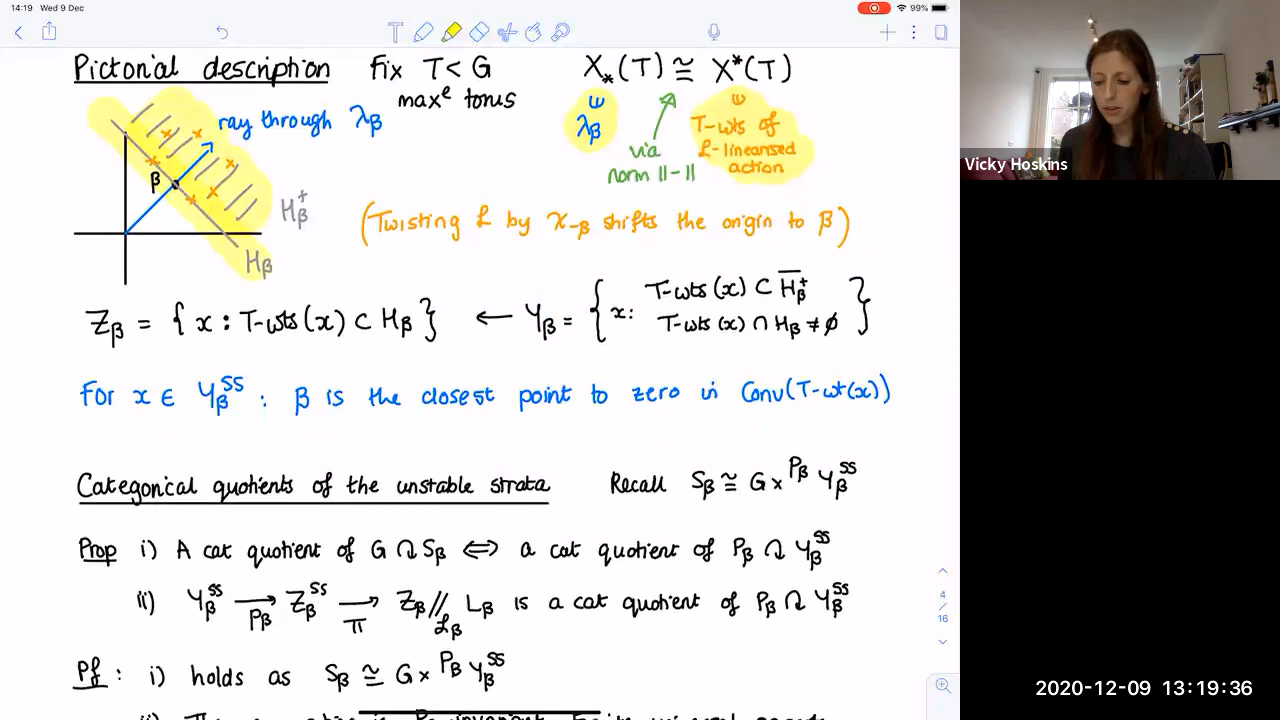 14:19 Wed 9 Dec
99%
Pictorial description Fix T < G
max^l torus
X_*(T) ≅ X^*(T)
ray through λ_β
λ_β
via norm ||-||
T-wts of
L-linearised
action
β
H_β^+
H_β
(Twisting L by χ_{-β} shifts the origin to β)
Z_β = { x : T-wts(x) ⊂ H_β } ← Y_β = { x : T-wts(x) ⊂ \overline{H_β^+}
T-wts(x) ∩ H_β ≠ ∅ }
For x ∈ Y_β^{ss} : β is the closest point to zero in Conv(T-wt(x))
Categorical quotients of the unstable strata Recall S_β ≅ G ×^{P_β} Y_β^{ss}
Prop i) A cat quotient of G ↷ S_β ⟺ a cat quotient of P_β ↷ Y_β^{ss}
ii) Y_β^{ss} →_{p_β} Z_β^{ss} →_π Z_β //_{L_β} L_β is a cat quotient of P_β ↷ Y_β^{ss}
Pf : i) holds as S_β ≅ G ×^{P_β} Y_β^{ss}
4
/
16
Vicky Hoskins
2020-12-09 13:19:36